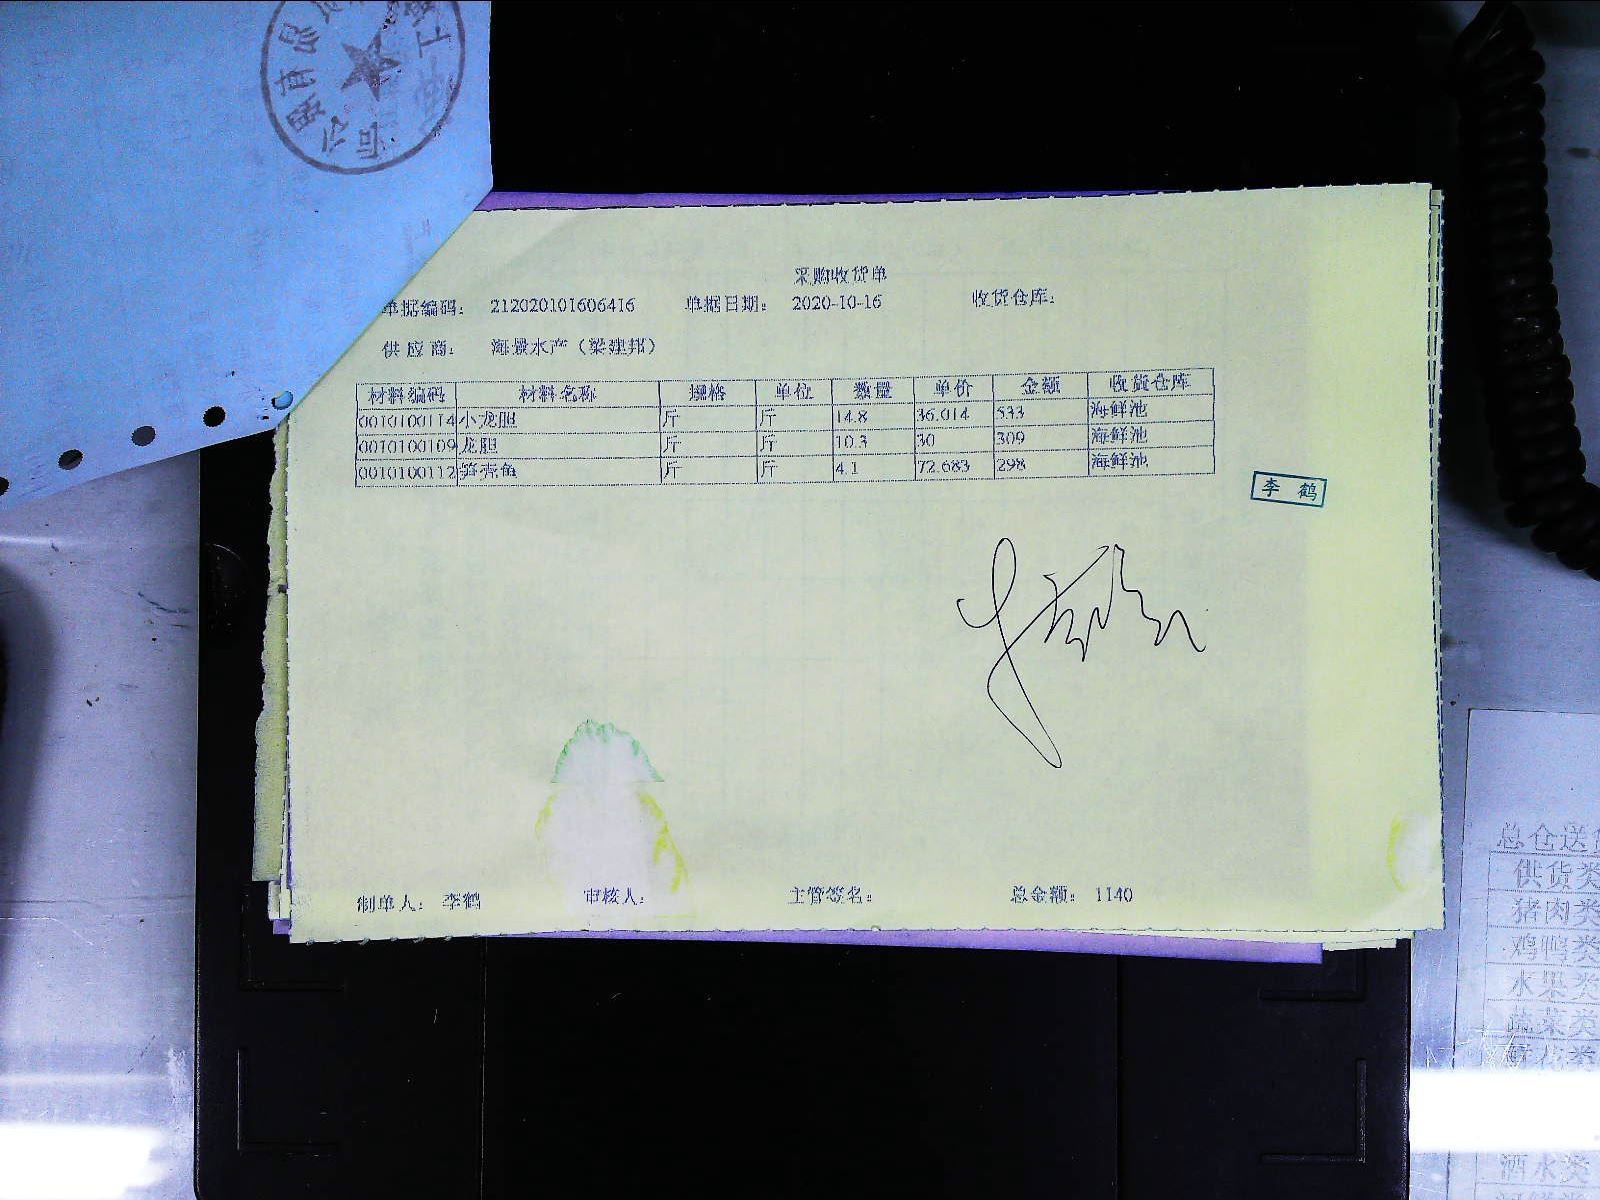 采购收货单
单据编码： 212020101606416 单据日期： 2020-10-16 收货仓库：
供 应 商： 海景水产（梁建邦）
材料编码 材料名称 规格 单位 数量 单价 金额 收货仓库
0010100114 小龙胆 斤 斤 14.8 36.014 533 海鲜池
0010100109 龙胆 斤 斤 10.3 30 309 海鲜池
0010100112 笋壳鱼 斤 斤 4.1 72.683 298 海鲜池
李 鹤
制单人： 李鹤 审核人： 主管签名： 总金额： 1140
总仓送
供货类
猪肉类
鸡鸭类
水果类
蔬菜类
酒水类